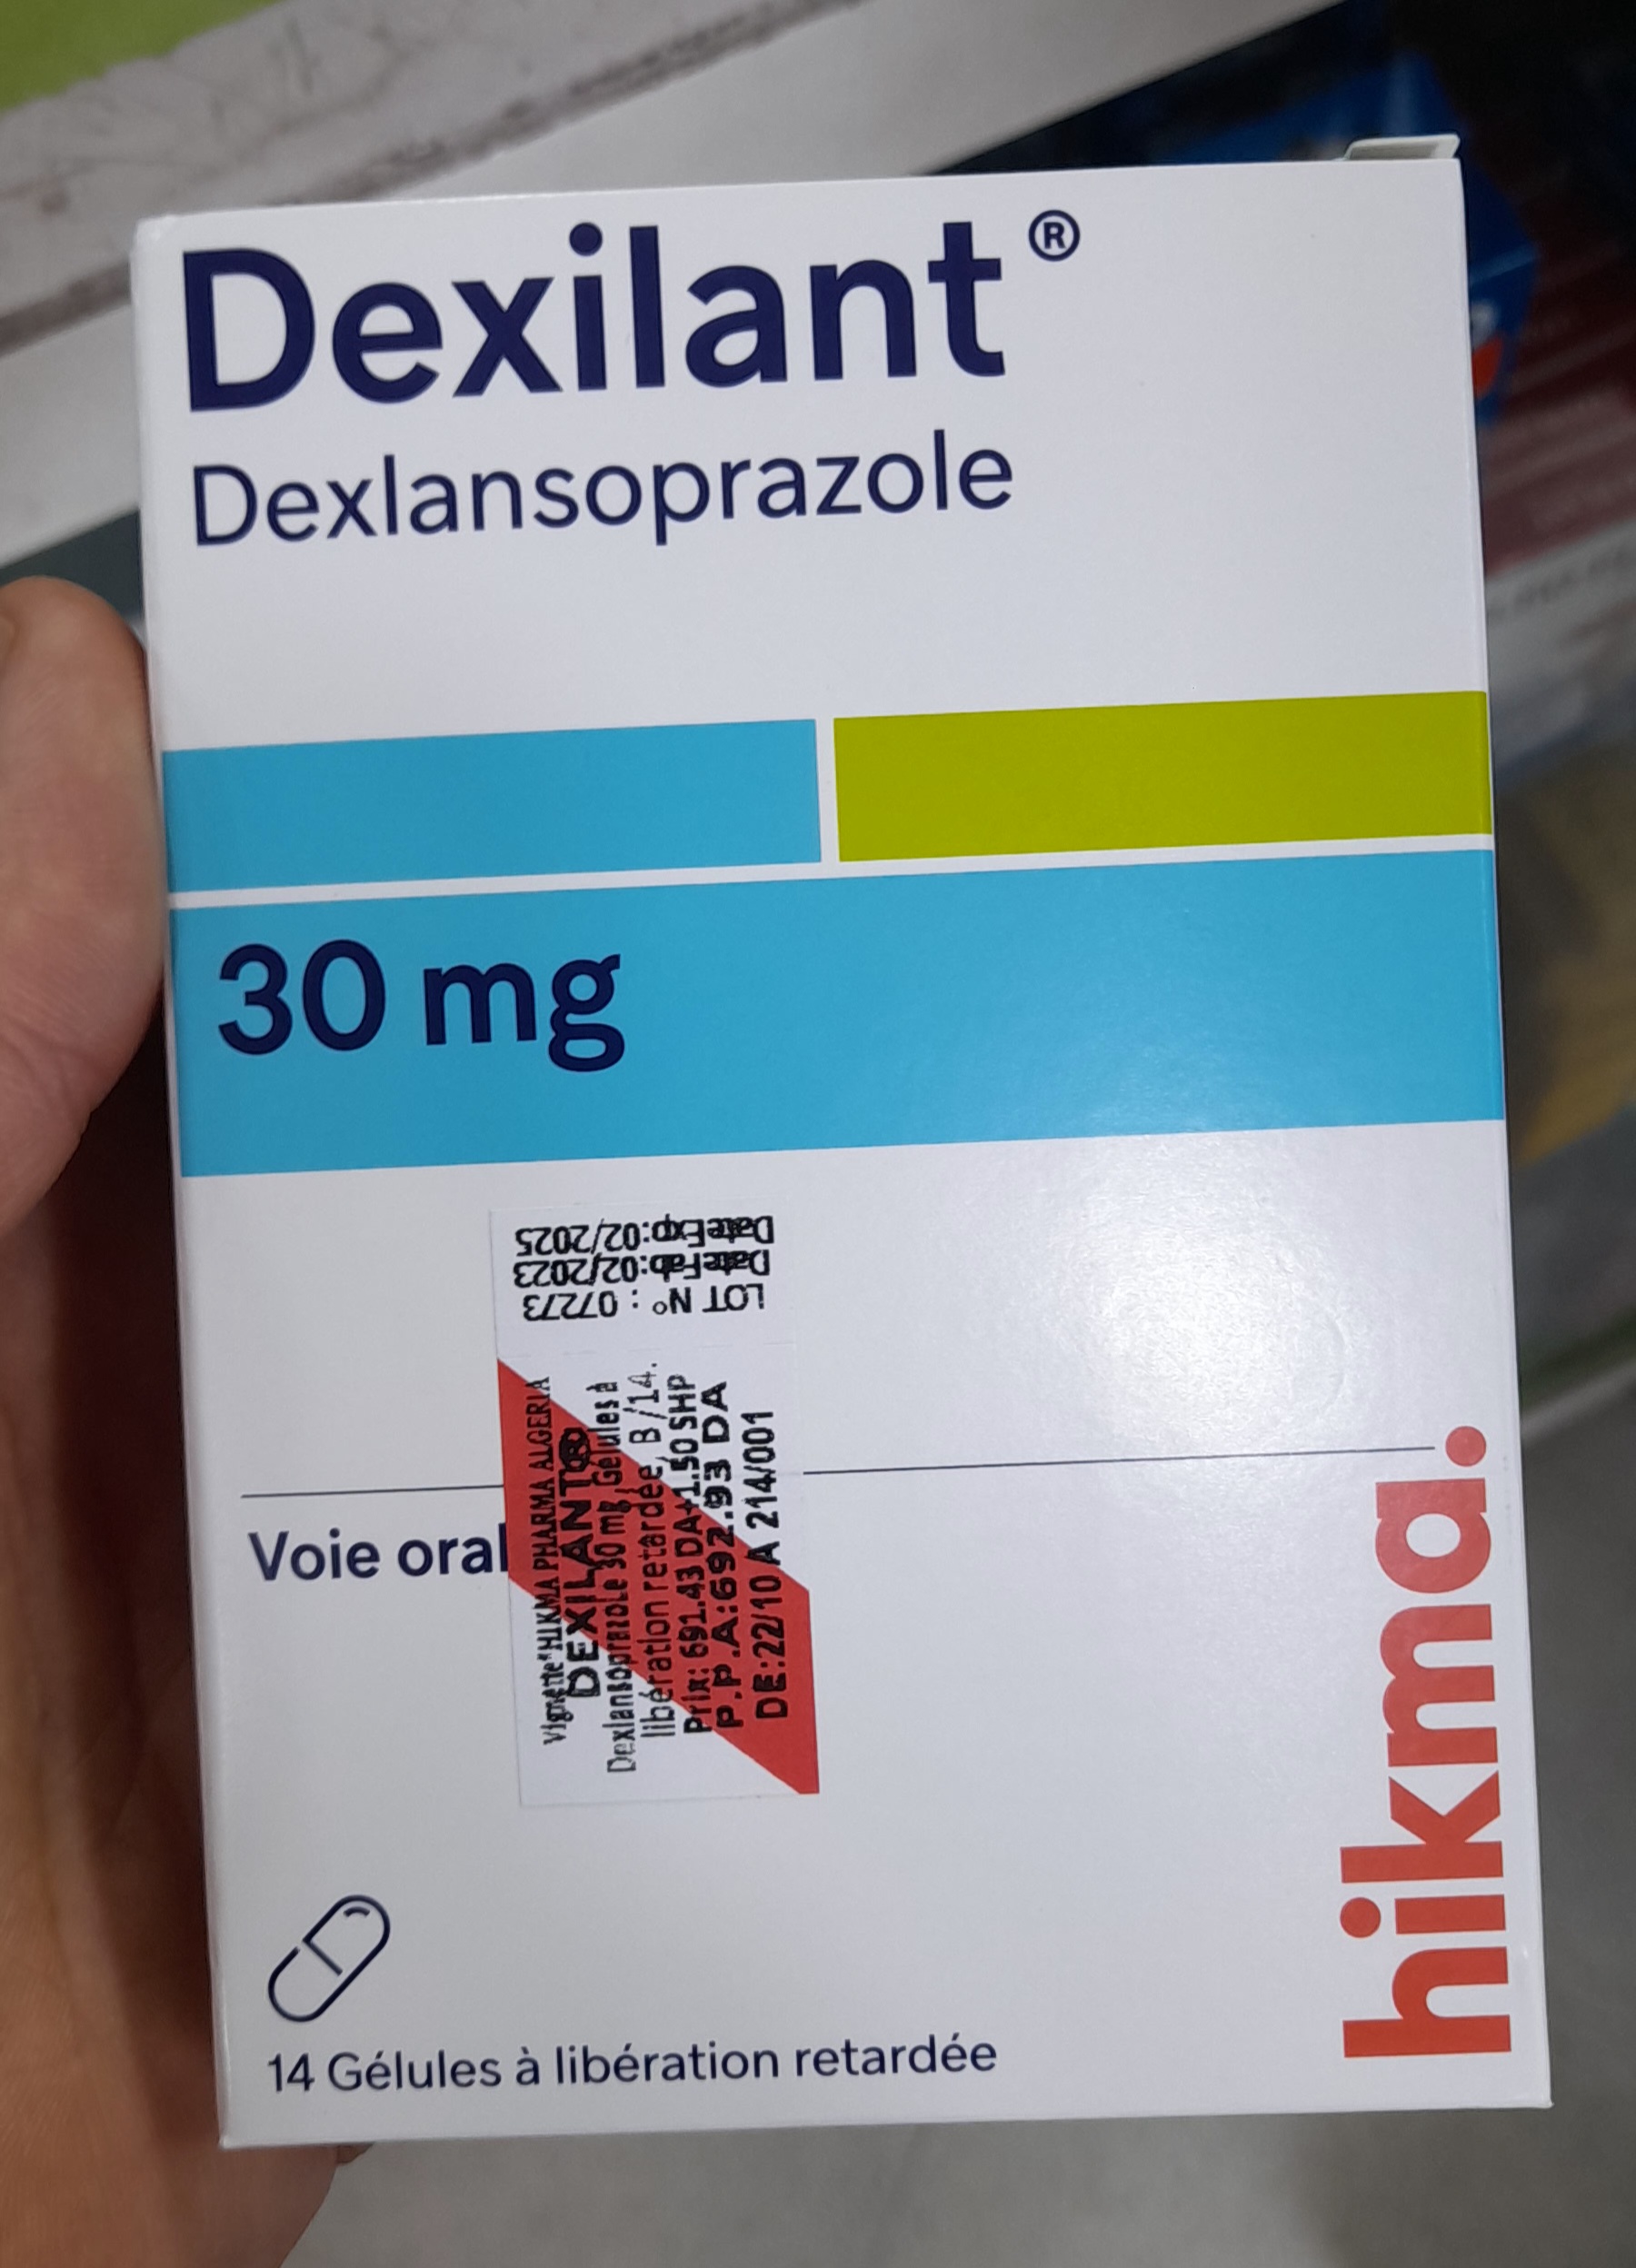 Dexilant®
Dexlansoprazole
30 mg
Date Exp:02/2025
Date Fab:02/2023
LOT N° : 07273
Vignette "HIKMA PHARMA ALGERIA
DEXILANT®
Dexlansoprazole 30 mg, Gélules à
libération retardée, B /14.
Prix: 691.43 DA+1.50 SHP
P.P.A:692.93 DA
DE:22/10 A 214/001
Voie oral
14 Gélules à libération retardée
hikma.